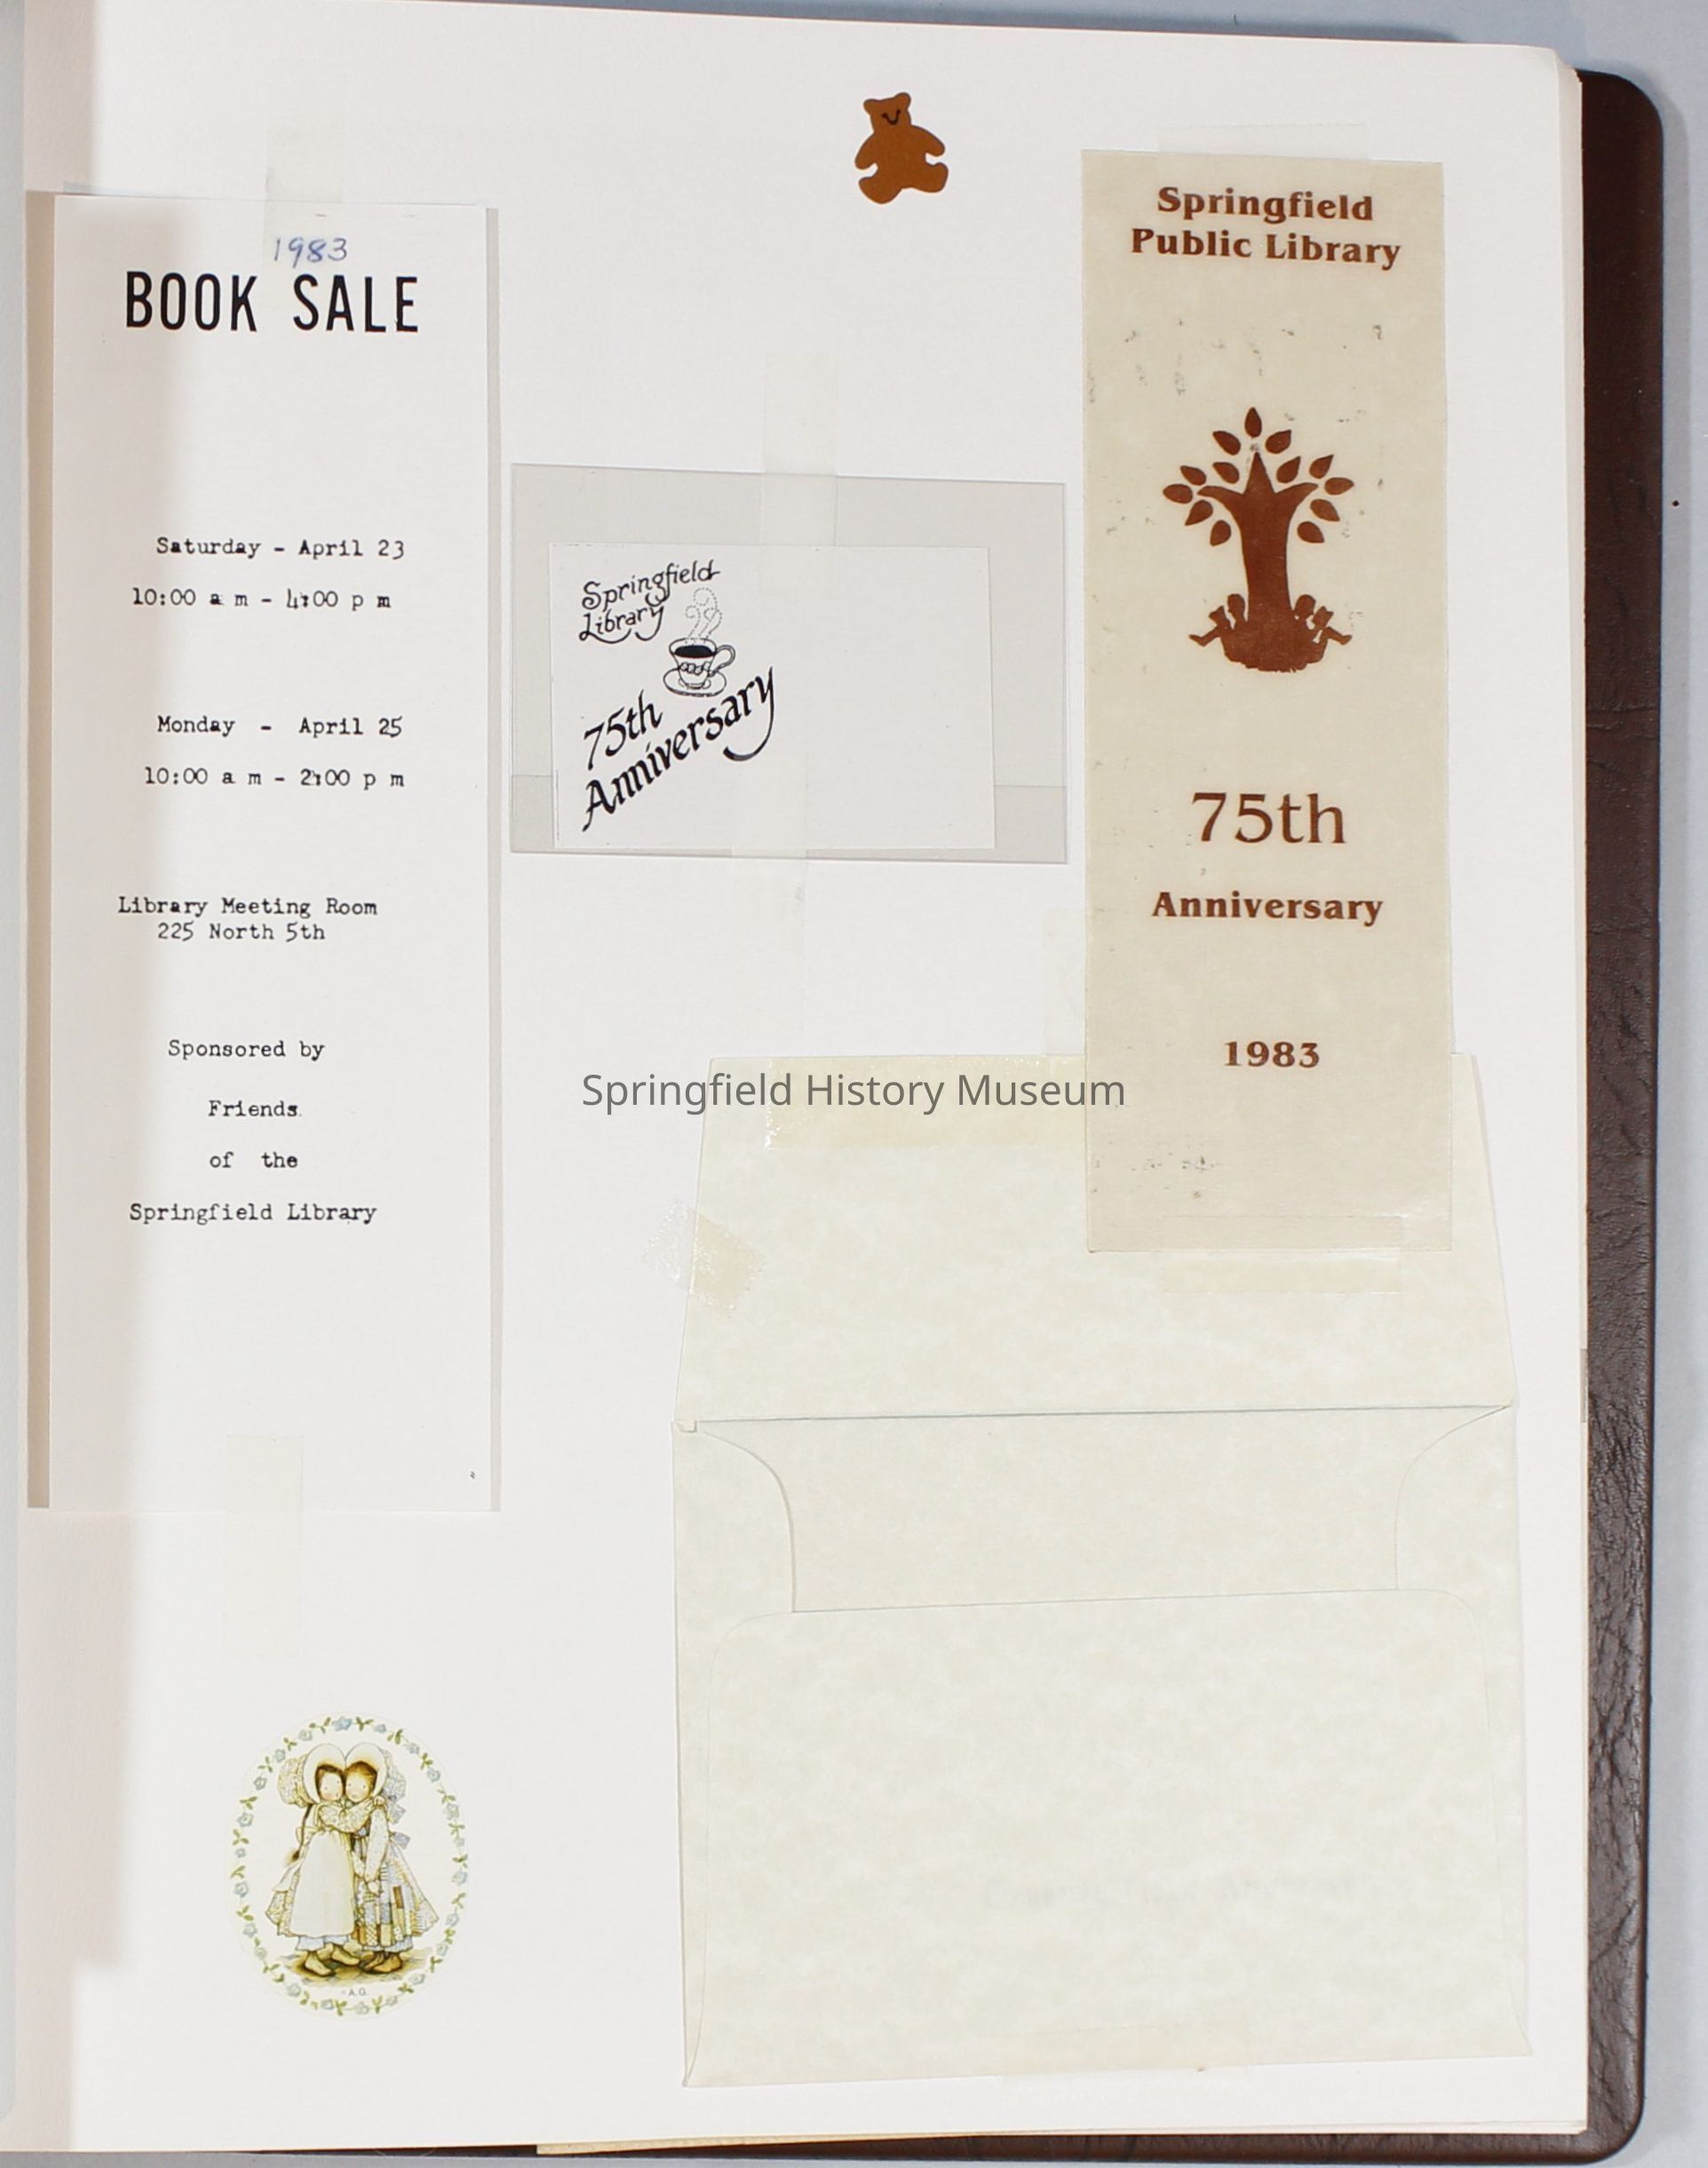 1983
BOOK SALE
Saturday - April 23
10:00 a m - 4:00 p m
Monday - April 25
10:00 a m - 2:00 p m
Library Meeting Room
225 North 5th
Sponsored by
Friends
of the
Springfield Library
Springfield
Library
75th
Anniversary
Springfield
Public Library
75th
Anniversary
1983
Springfield History Museum
A.G.